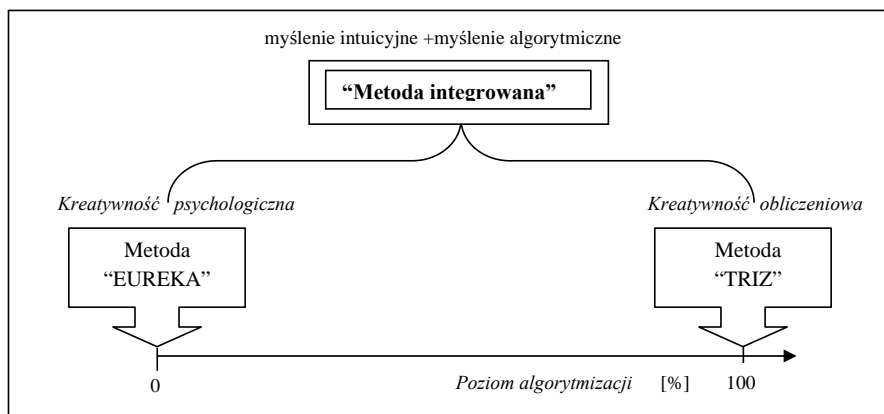 myślenie intuicyjne +myślenie algorytmiczne
“Metoda integrowana”
Kreatywność psychologiczna
Kreatywność obliczeniowa
Metoda
“EUREKA”
Metoda
“TRIZ”
0
Poziom algorytmizacji [%] 100